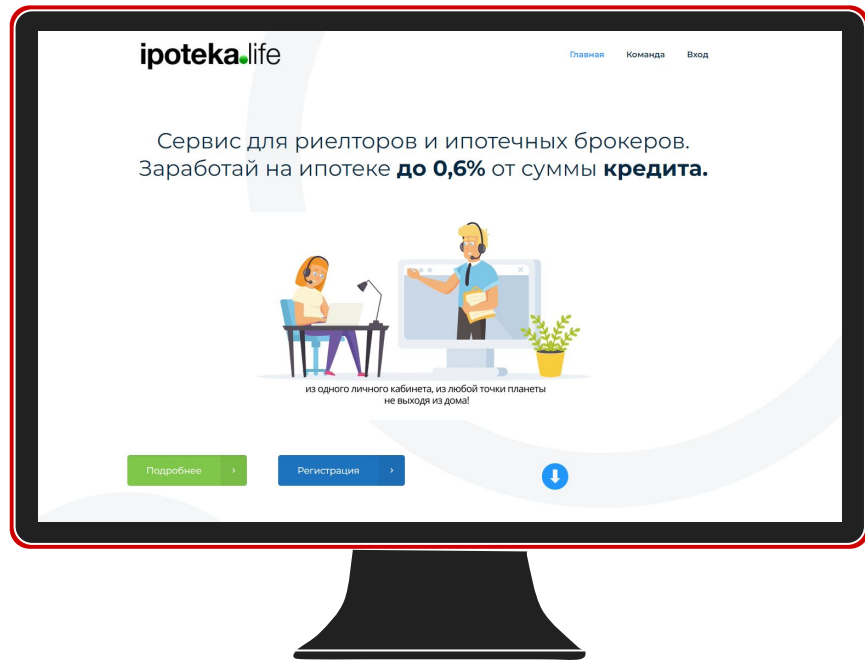 ipoteka.life
Главная Команда Вход
Сервис для риелторов и ипотечных брокеров.
Заработай на ипотеке до 0,6% от суммы кредита.
из одного личного кабинета, из любой точки планеты
не выходя из дома!
Подробнее
Регистрация